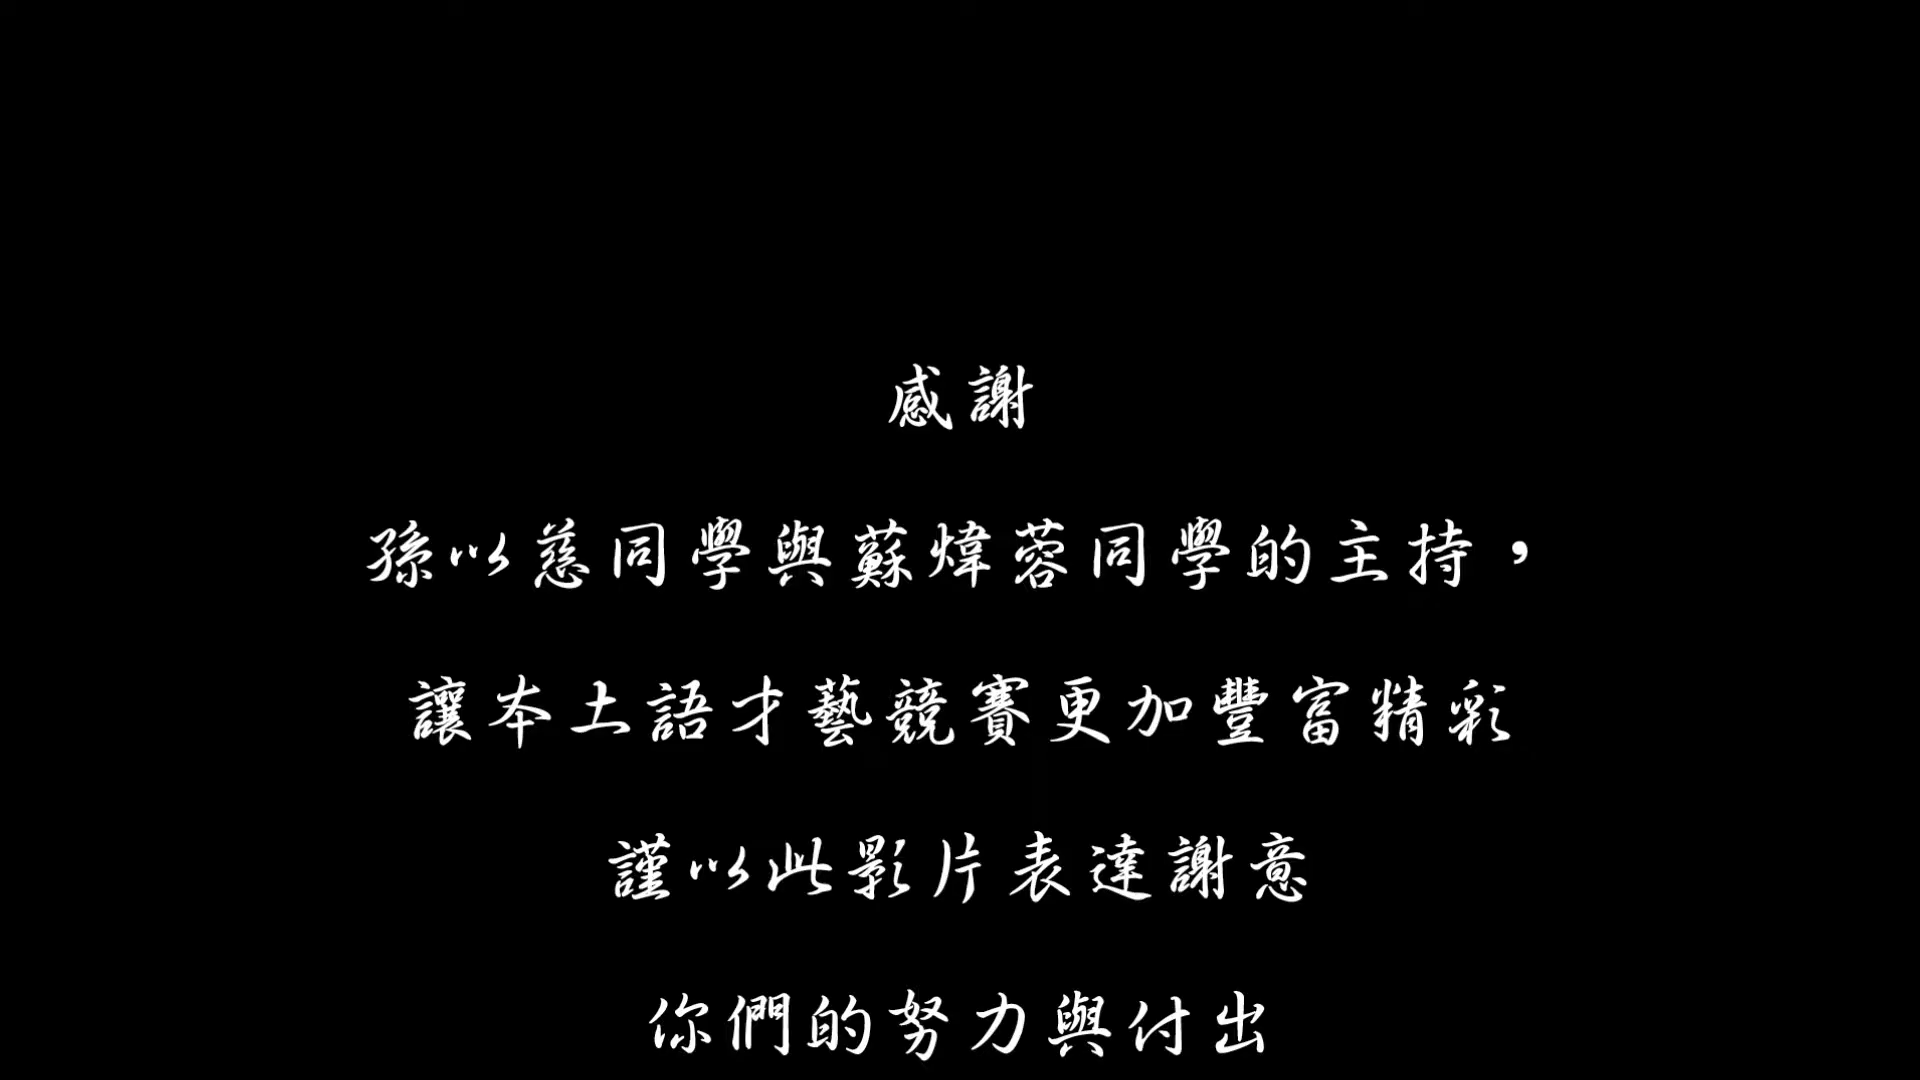 感謝
孫以慈同學與蘇煒蓉同學的主持，
讓本土語才藝競賽更加豐富精彩
謹以此影片表達謝意
你們的努力與付出